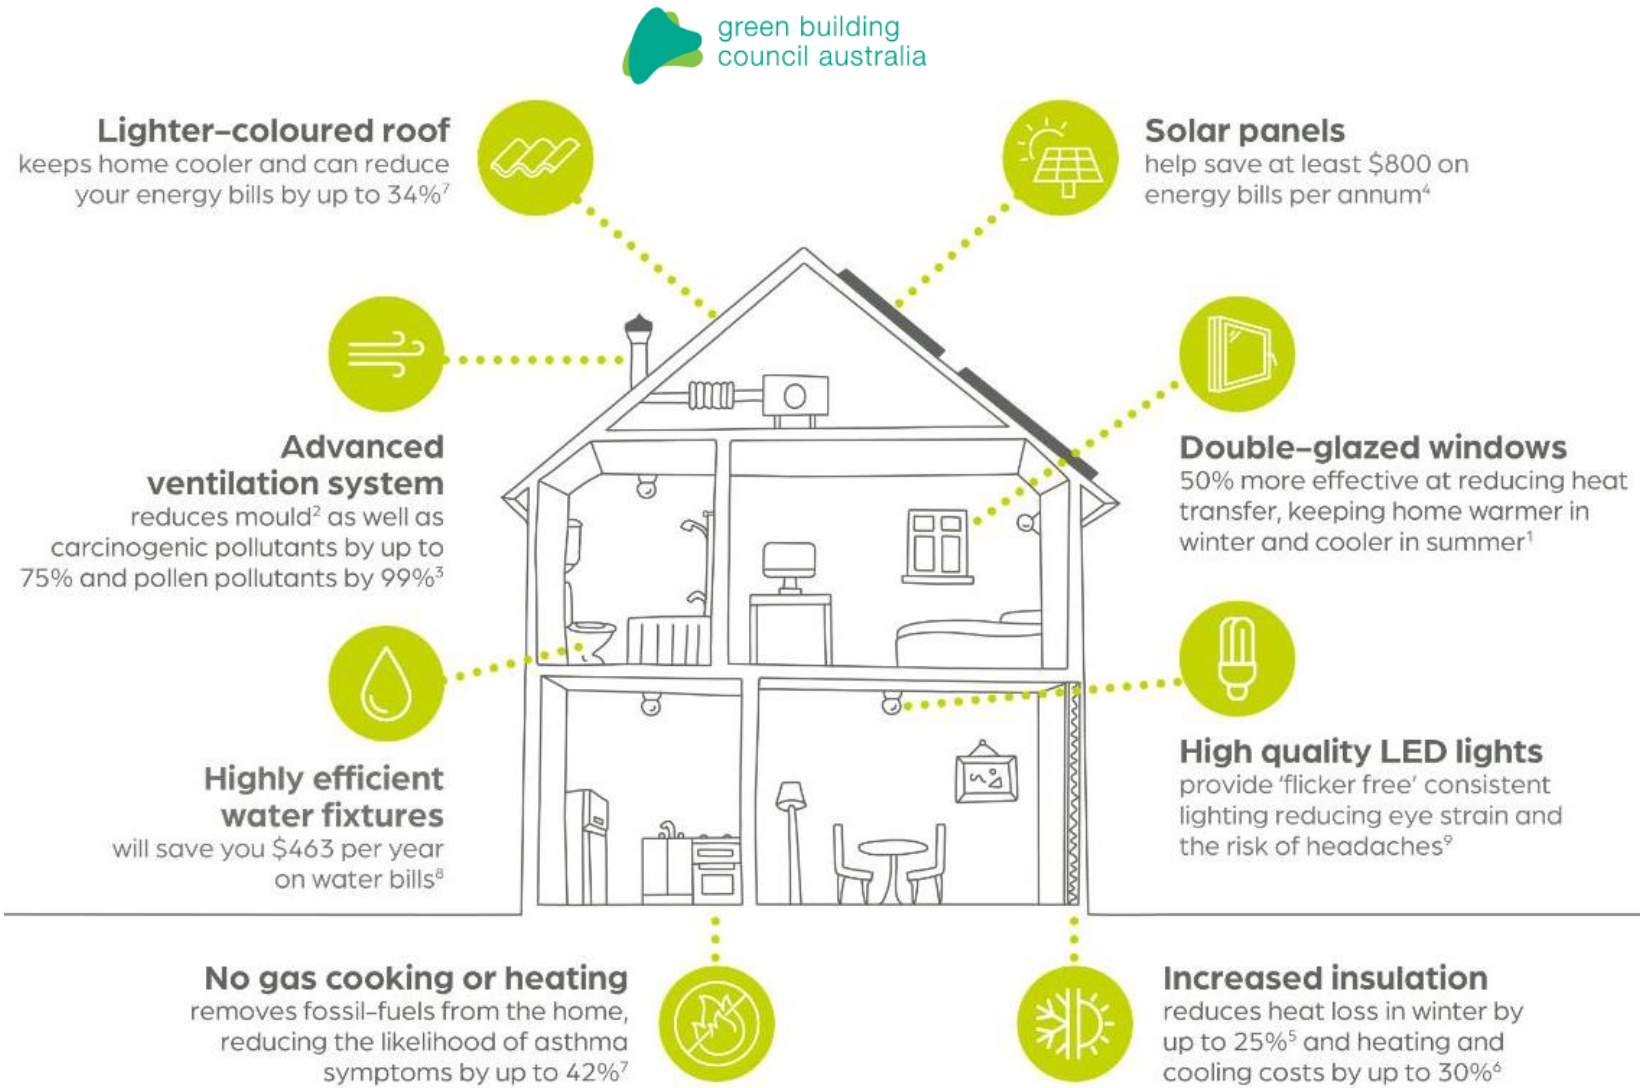 green building
council australia
Lighter-coloured roof
keeps home cooler and can reduce
your energy bills by up to 34%⁷
Solar panels
help save at least $800 on
energy bills per annum⁴
Advanced
ventilation system
reduces mould² as well as
carcinogenic pollutants by up to
75% and pollen pollutants by 99%³
Double-glazed windows
50% more effective at reducing heat
transfer, keeping home warmer in
winter and cooler in summer¹
Highly efficient
water fixtures
will save you $463 per year
on water bills⁸
High quality LED lights
provide ‘flicker free’ consistent
lighting reducing eye strain and
the risk of headaches⁹
No gas cooking or heating
removes fossil-fuels from the home,
reducing the likelihood of asthma
symptoms by up to 42%⁷
Increased insulation
reduces heat loss in winter by
up to 25%⁵ and heating and
cooling costs by up to 30%⁶